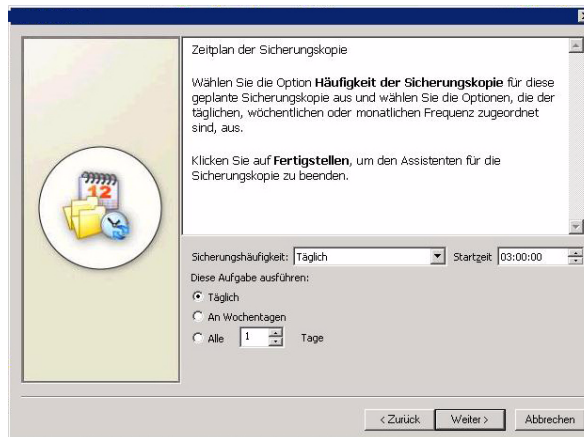 Zeitplan der Sicherungskopie
Wählen Sie die Option Häufigkeit der Sicherungskopie für diese
geplante Sicherungskopie aus und wählen Sie die Optionen, die der
täglichen, wöchentlichen oder monatlichen Frequenz zugeordnet
sind, aus.
Klicken Sie auf Fertigstellen, um den Assistenten für die
Sicherungskopie zu beenden.
12
Sicherungshäufigkeit: Täglich Startzeit 03:00:00
Diese Aufgabe ausführen:
Täglich
An Wochentagen
Alle 1 Tage
< Zurück Weiter > Abbrechen